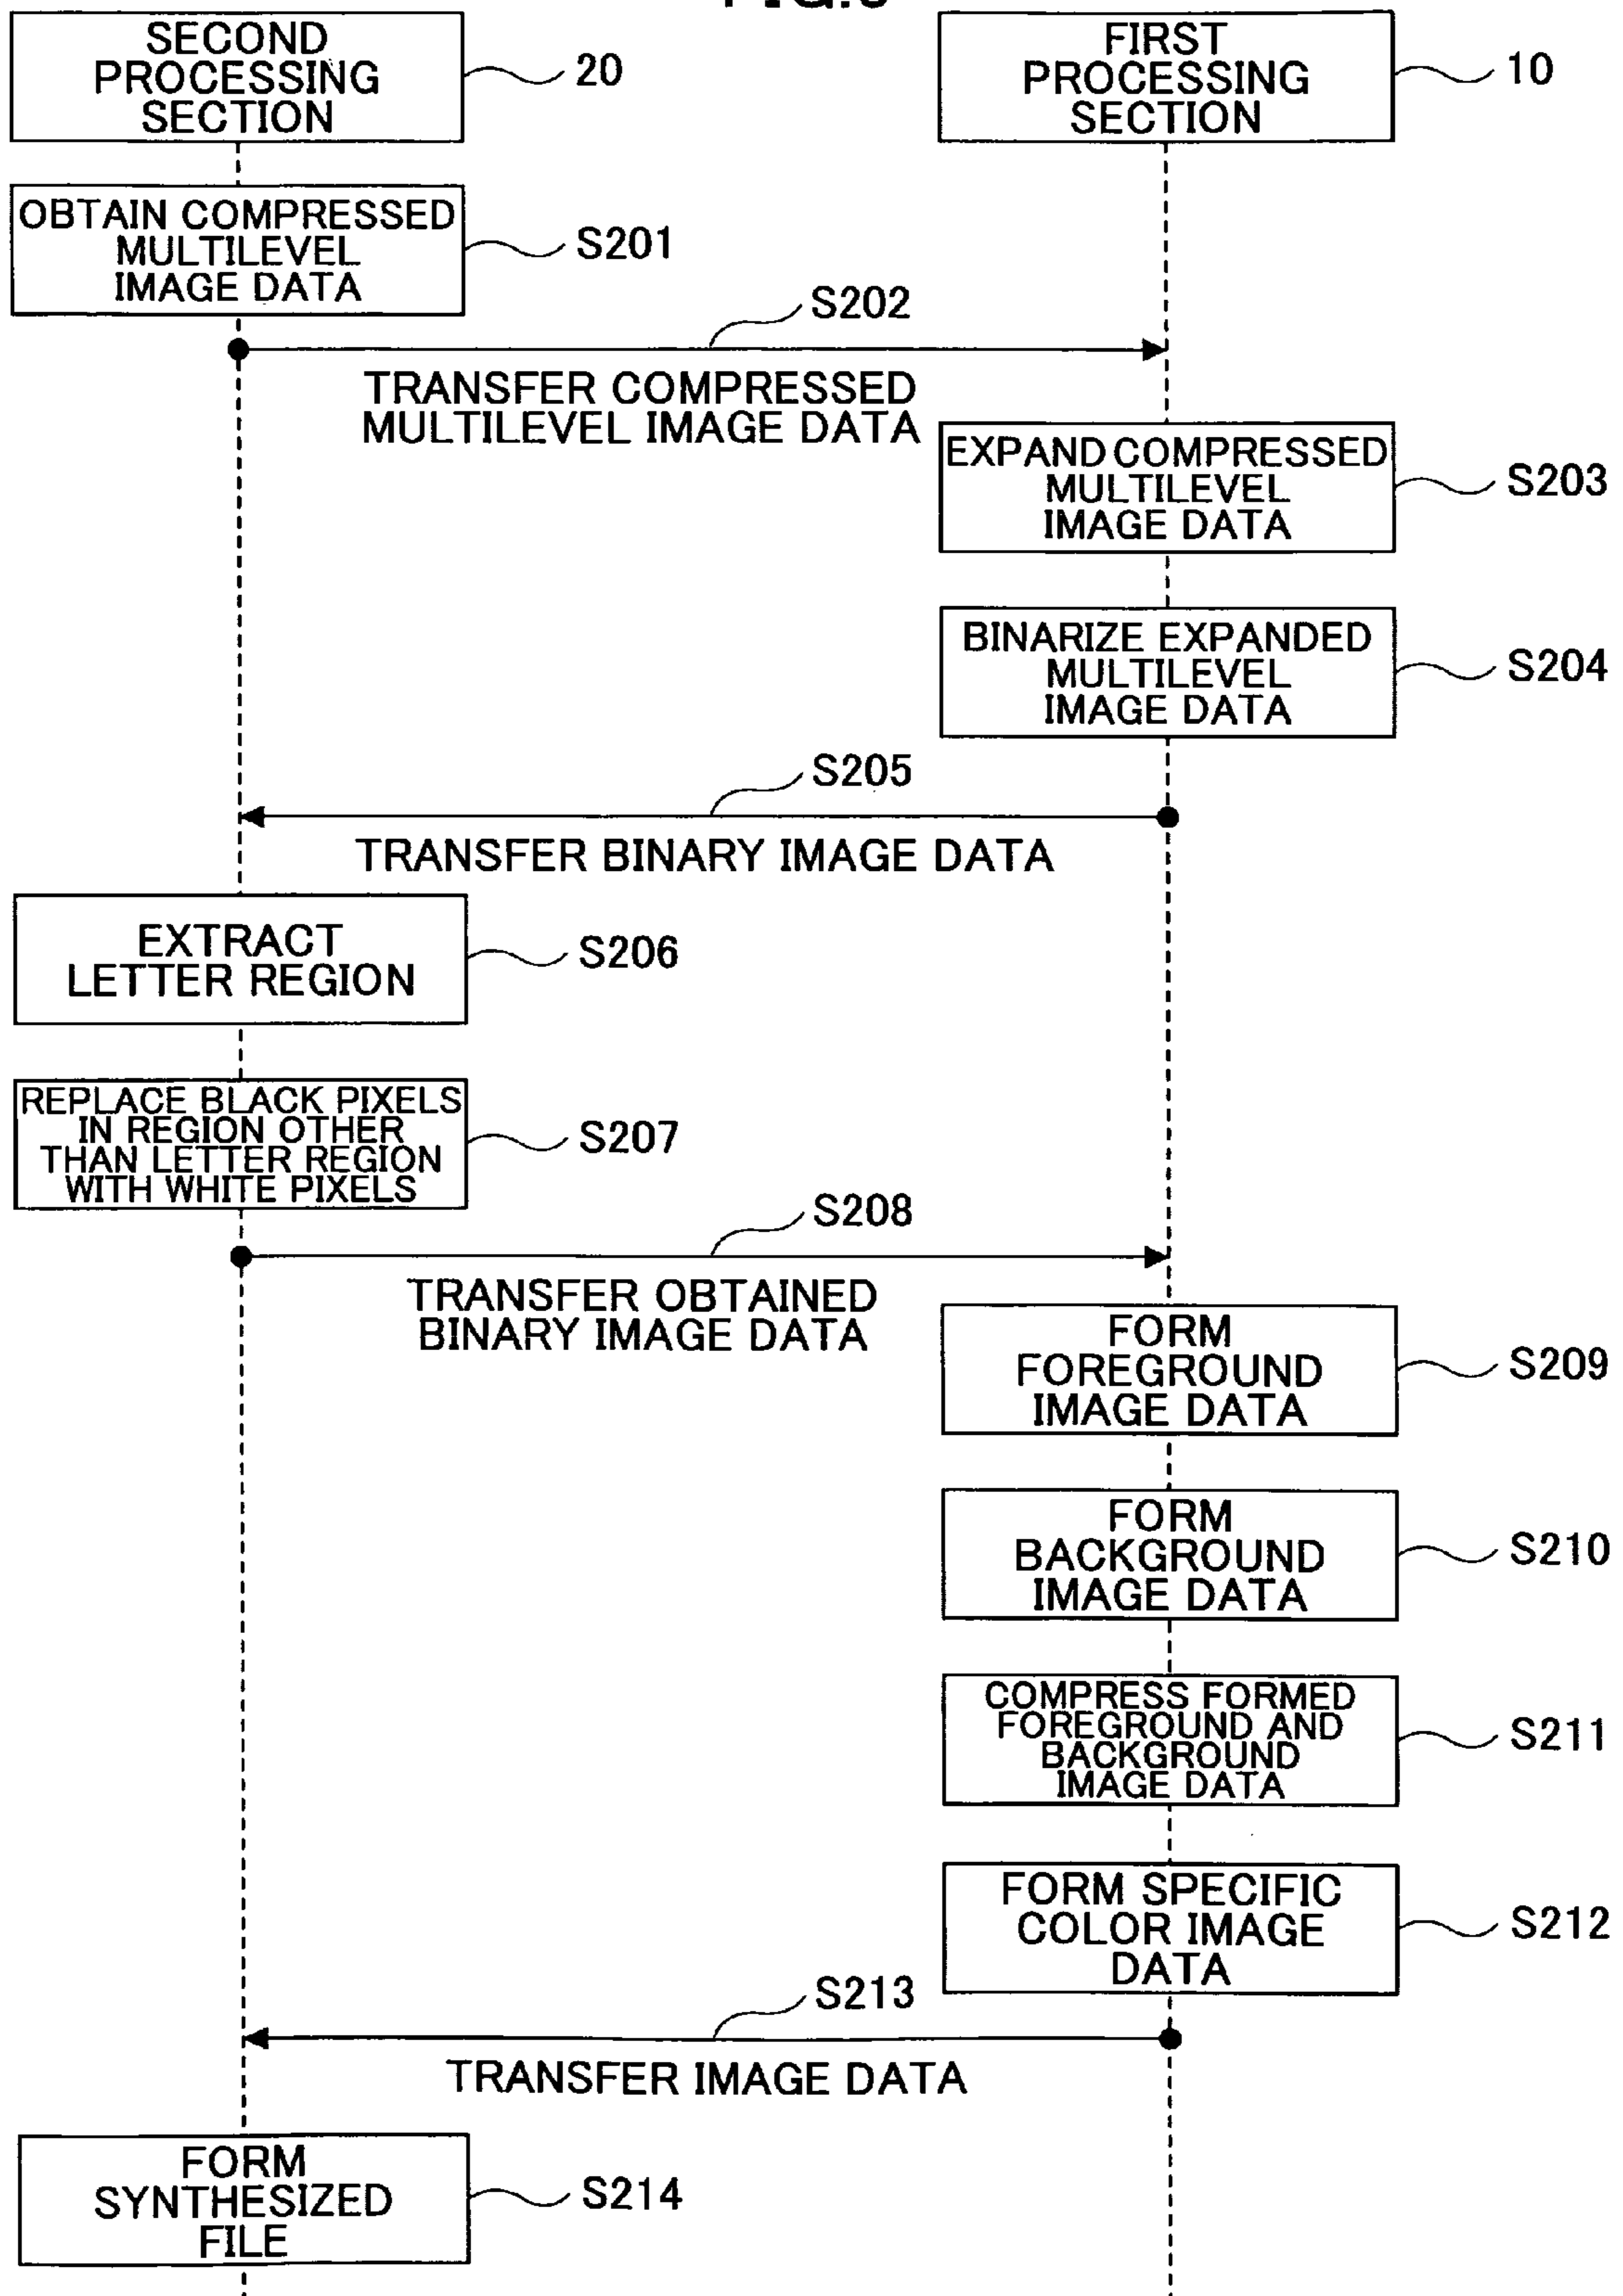 SECOND
PROCESSING
SECTION
20
FIRST
PROCESSING
SECTION
10
OBTAIN COMPRESSED
MULTILEVEL
IMAGE DATA
S201
S202
TRANSFER COMPRESSED
MULTILEVEL IMAGE DATA
EXPAND COMPRESSED
MULTILEVEL
IMAGE DATA
S203
BINARIZE EXPANDED
MULTILEVEL
IMAGE DATA
S204
S205
TRANSFER BINARY IMAGE DATA
EXTRACT
LETTER REGION
S206
REPLACE BLACK PIXELS
IN REGION OTHER
THAN LETTER REGION
WITH WHITE PIXELS
S207
S208
TRANSFER OBTAINED
BINARY IMAGE DATA
FORM
FOREGROUND
IMAGE DATA
S209
FORM
BACKGROUND
IMAGE DATA
S210
COMPRESS FORMED
FOREGROUND AND
BACKGROUND
IMAGE DATA
S211
FORM SPECIFIC
COLOR IMAGE
DATA
S212
S213
TRANSFER IMAGE DATA
FORM
SYNTHESIZED
FILE
S214